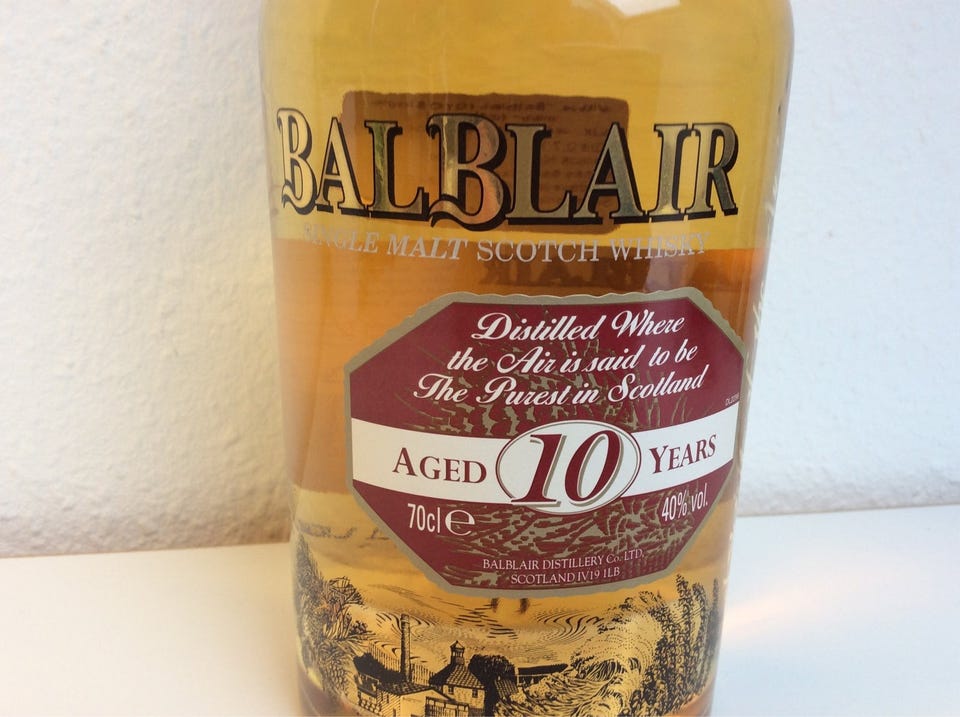 BALBLAIR
SINGLE MALT SCOTCH WHISKY
Distilled Where
the Air is said to be
The Purest in Scotland
AGED 10 YEARS
70cl e 40% vol.
BALBLAIR DISTILLERY Co. LTD.
SCOTLAND IV19 1LB